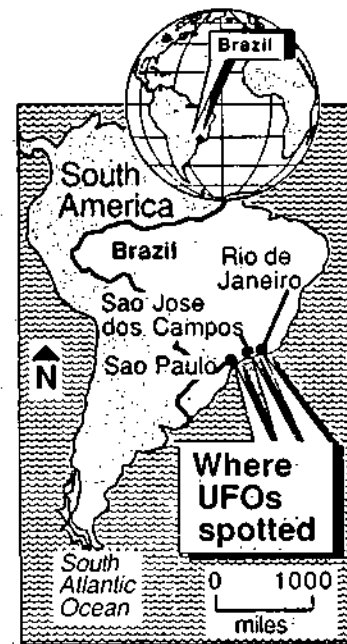 Brazil
South
America
Brazil
Rio de
Janeiro
Sao Jose
dos Campos
Sao Paulo
N
Where
UFOs
spotted
South
Atlantic
Ocean
0 1000
miles